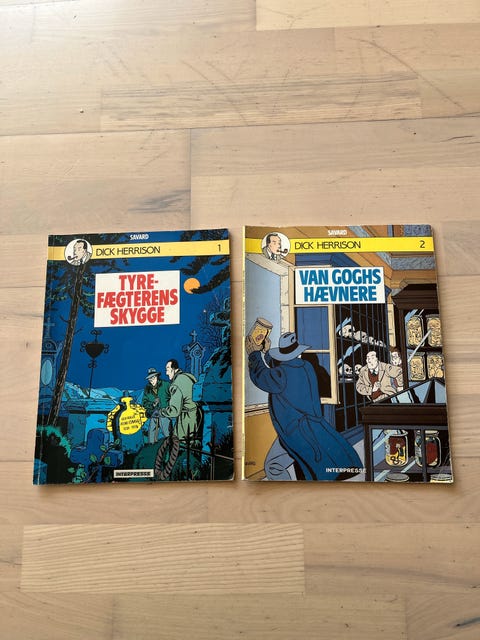 SAVARD
DICK HERRISON
1
TYRE-
FÆGTERENS
SKYGGE
INTERPRESSE
SAVARD
DICK HERRISON
2
VAN GOGHS
HÆVNERE
INTERPRESSE